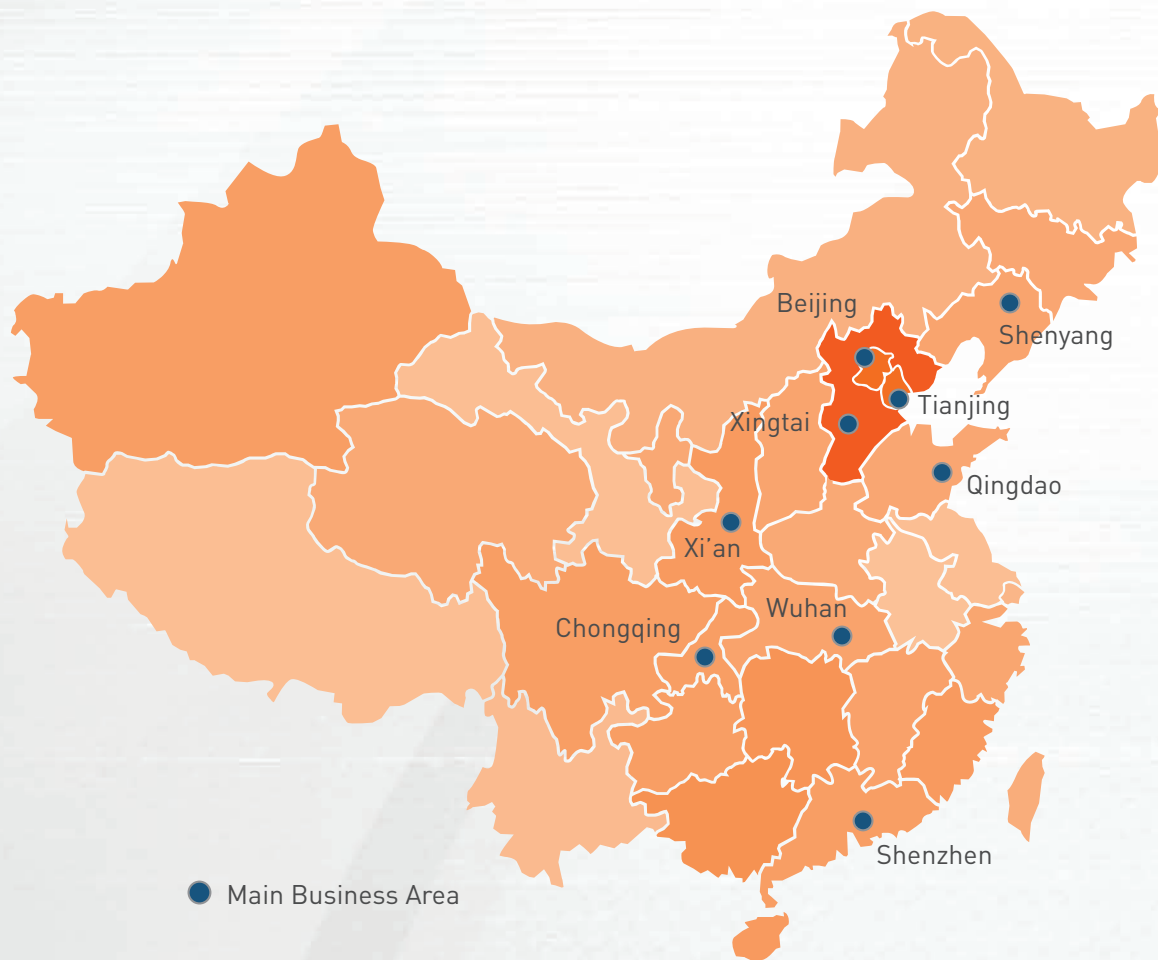 Beijing
Shenyang
Tianjing
Xingtai
Qingdao
Xi’an
Wuhan
Chongqing
Shenzhen
Main Business Area